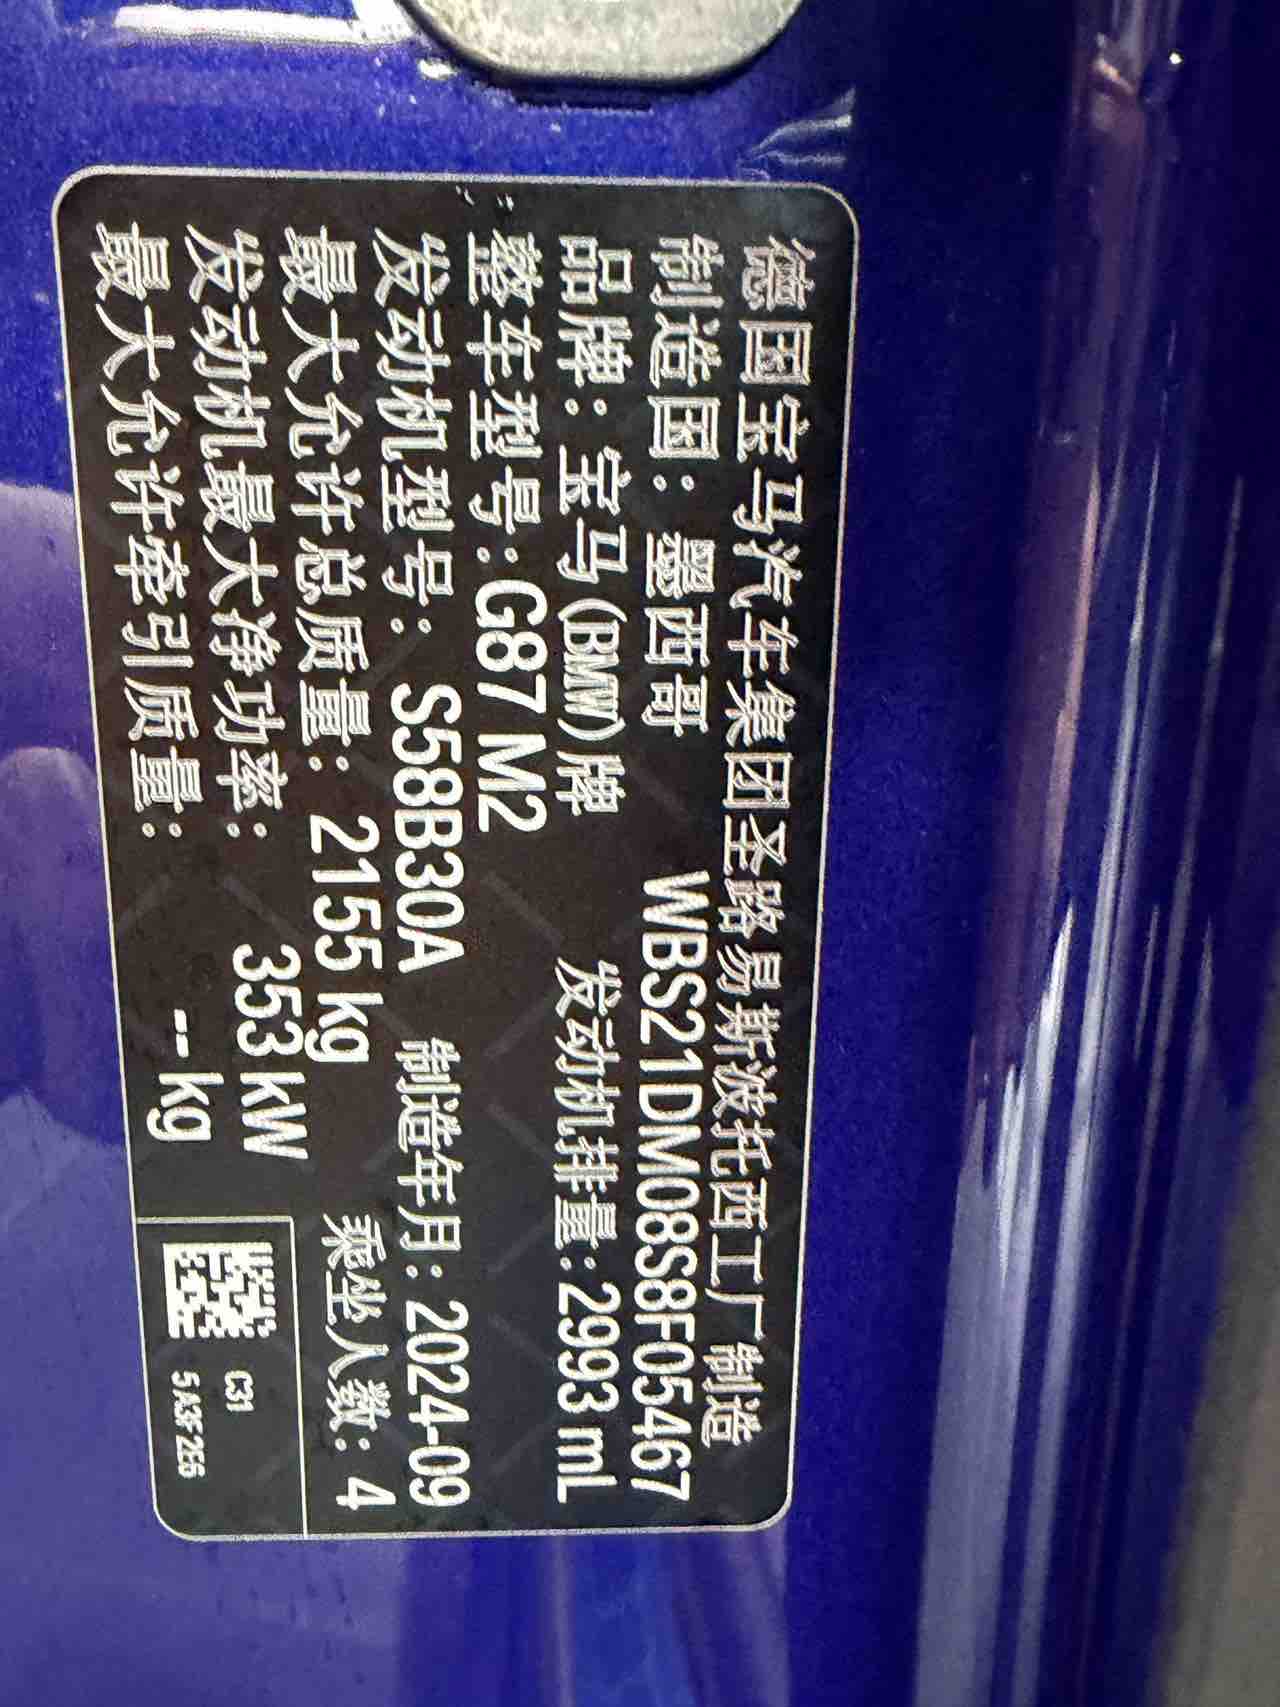 德国宝马汽车集团圣路易斯波托西工厂制造
制造国：墨西哥 WBS21DM08S8F05467
品牌：宝马(BMW)牌 发动机排量：2993 mL
整车型号：G87 M2
发动机型号：S58B30A 制造年月：2024-09
最大允许总质量：2155 kg 乘坐人数：4
发动机最大净功率：353 kW
最大允许牵引质量：-- kg
C31
5A3F2E6